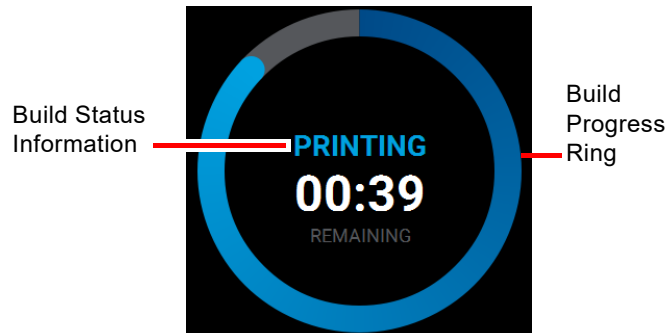 Build Status
Information
PRINTING
00:39
REMAINING
Build
Progress
Ring